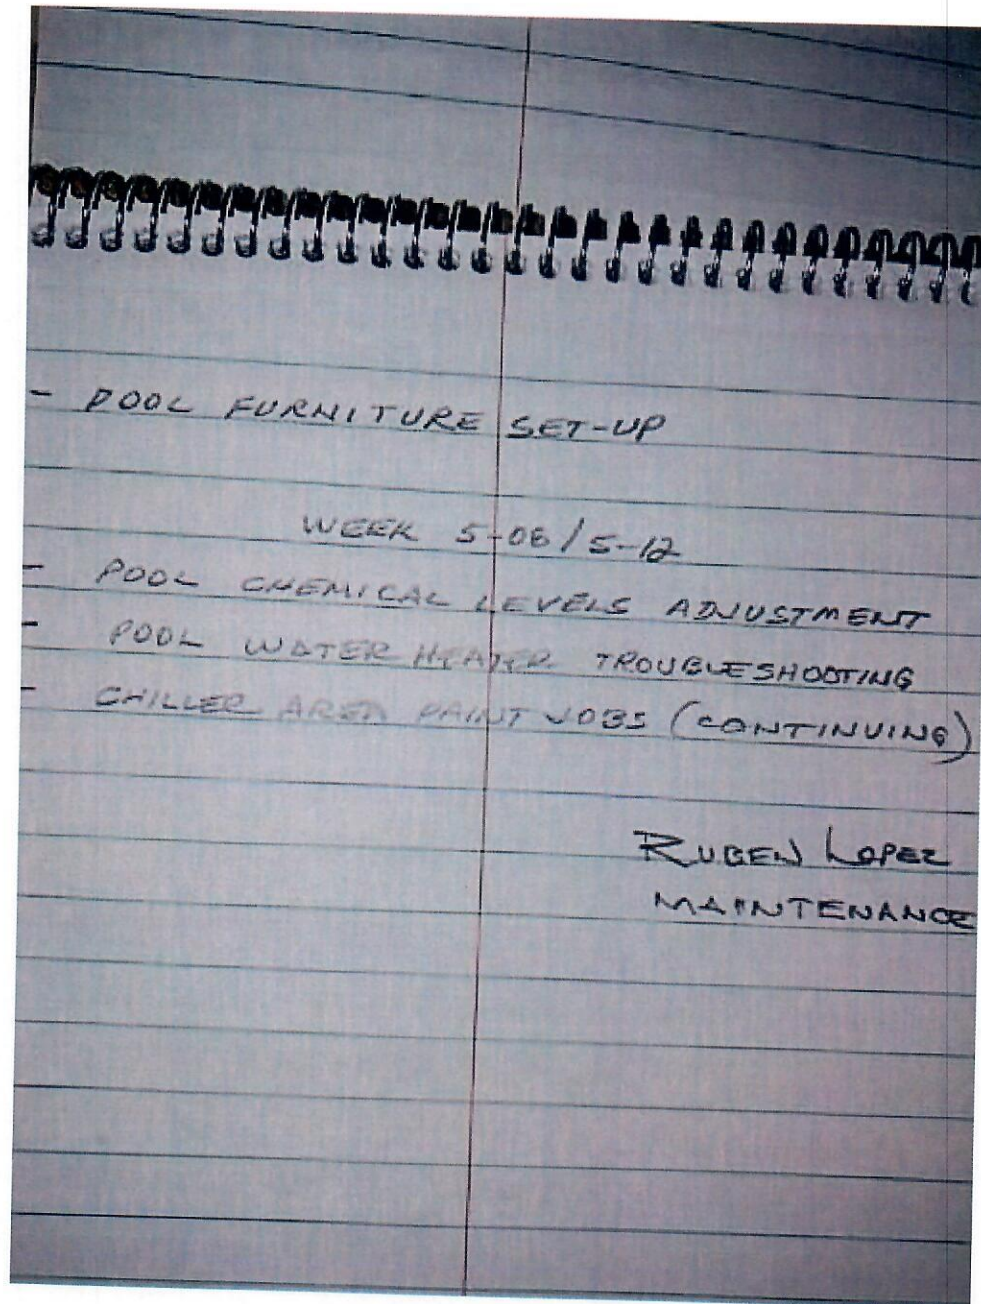 - POOL FURNITURE SET-UP
WEEK 5-08/5-12
- POOL CHEMICAL LEVELS ADJUSTMENT
- POOL WATER HEATER TROUBLESHOOTING
- CHILLER AREA PAINT JOBS (CONTINUING)
RUBEN LOPEZ
MAINTENANCE